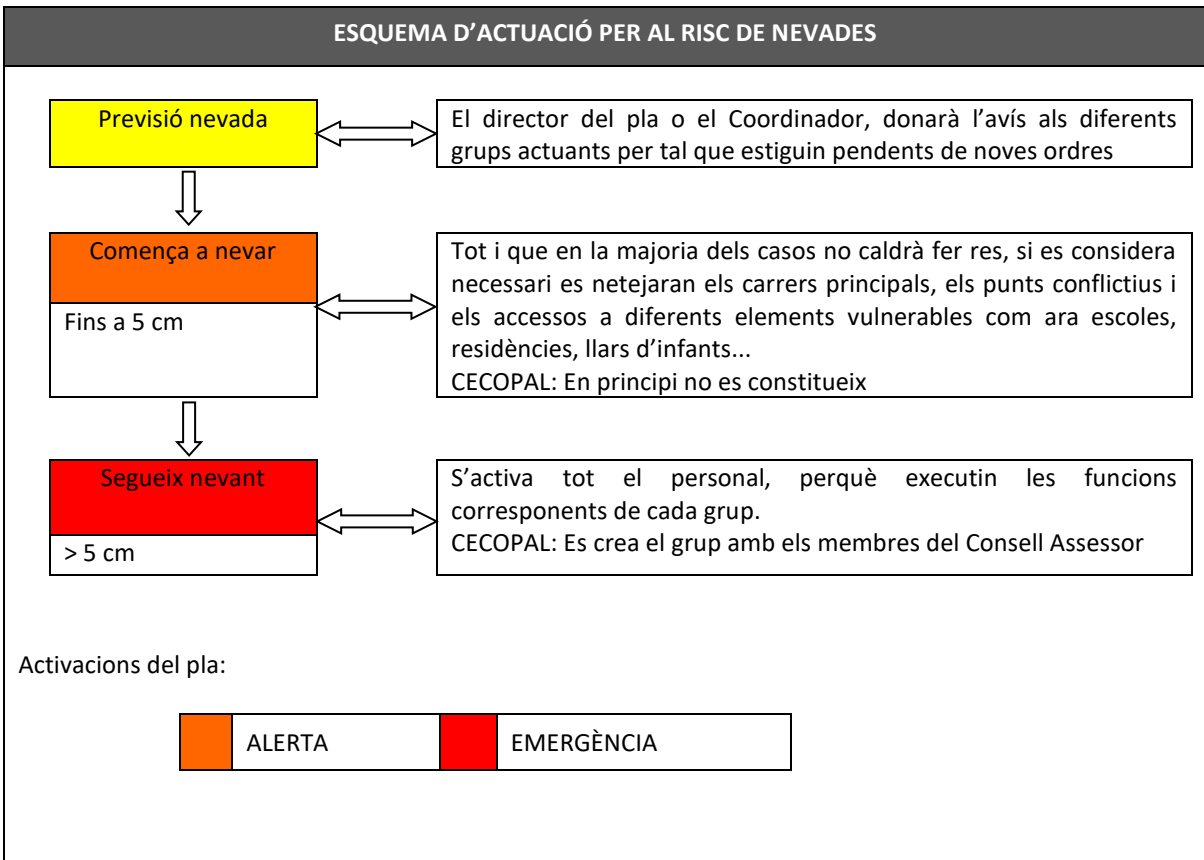 ESQUEMA D’ACTUACIÓ PER AL RISC DE NEVADES
Previsió nevada
El director del pla o el Coordinador, donarà l’avís als diferents
grups actuants per tal que estiguin pendents de noves ordres
Comença a nevar
Fins a 5 cm
Tot i que en la majoria dels casos no caldrà fer res, si es considera
necessari es netejaran els carrers principals, els punts conflictius i
els accessos a diferents elements vulnerables com ara escoles,
residències, llars d’infants...
CECOPAL: En principi no es constitueix
Segueix nevant
> 5 cm
S’activa tot el personal, perquè executin les funcions
corresponents de cada grup.
CECOPAL: Es crea el grup amb els membres del Consell Assessor
Activacions del pla:
ALERTA
EMERGÈNCIA